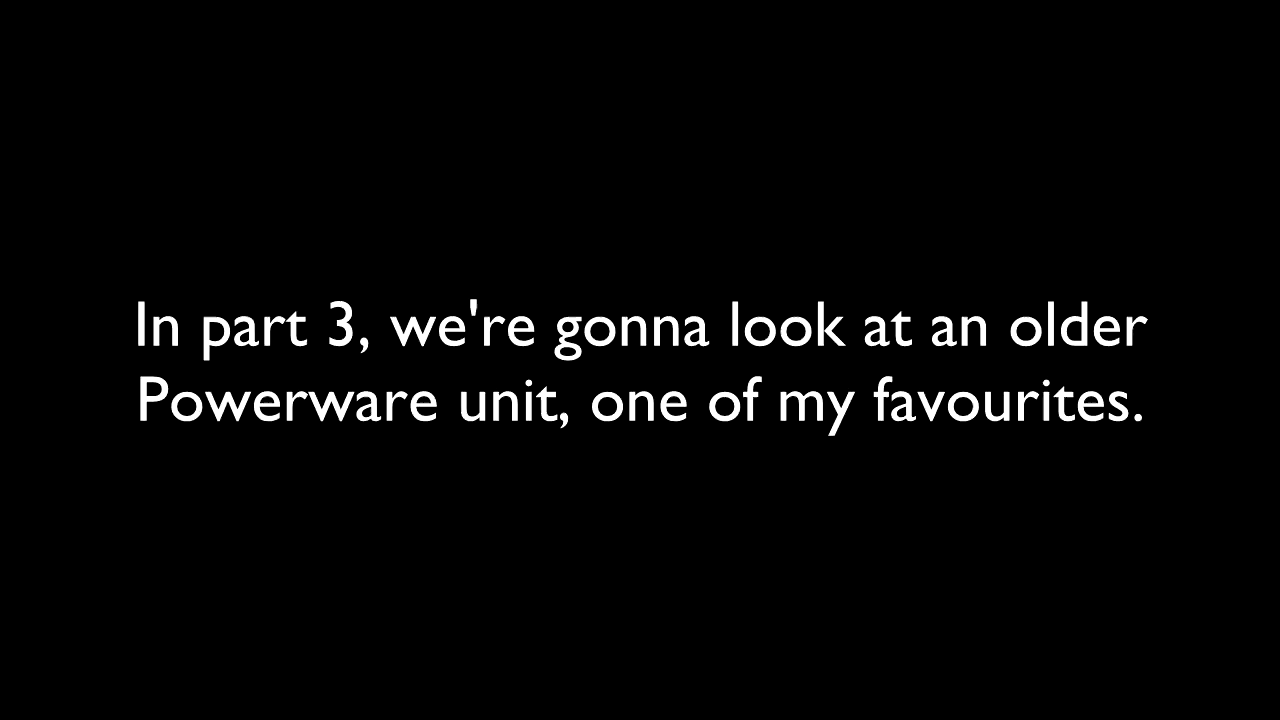 In part 3, we're gonna look at an older
Powerware unit, one of my favourites.